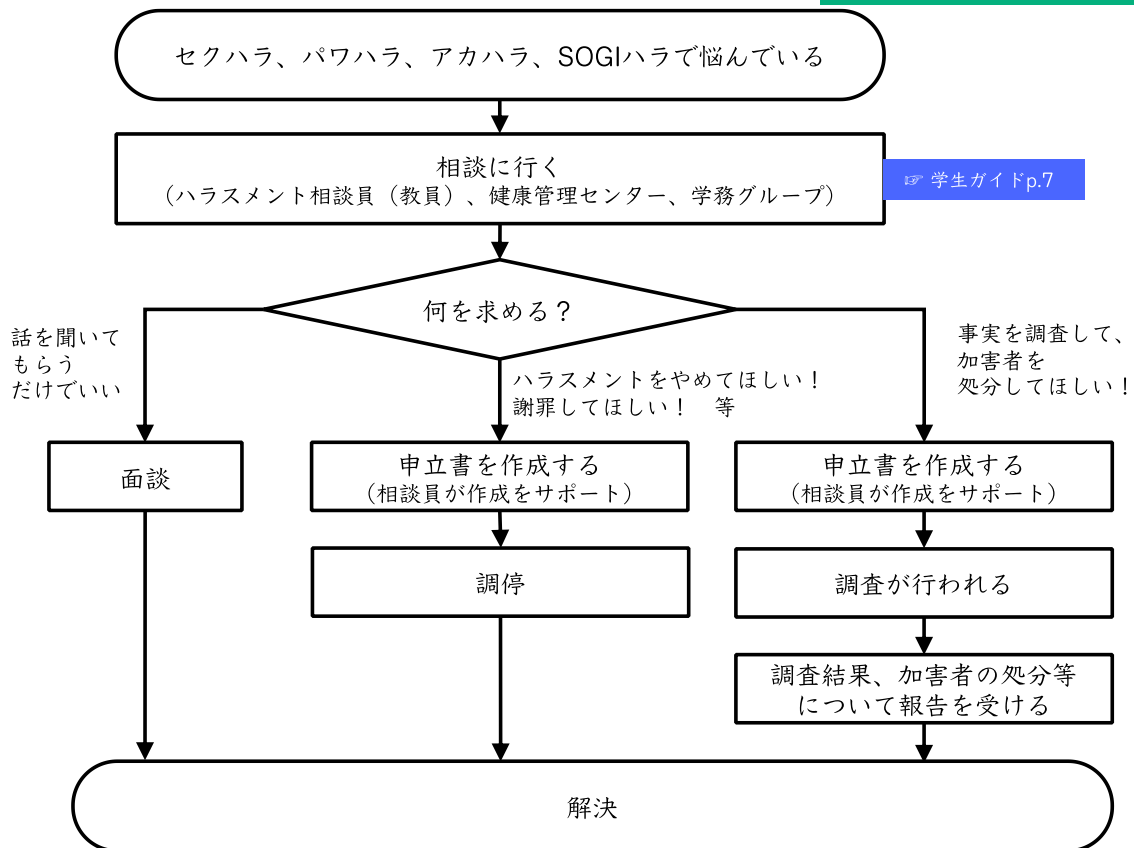 セクハラ、パワハラ、アカハラ、SOGIハラで悩んでいる
相談に行く
（ハラスメント相談員（教員）、健康管理センター、学務グループ）
☞ 学生ガイドp.7
何を求める？
話を聞いて
もらう
だけでいい
ハラスメントをやめてほしい！
謝罪してほしい！　等
事実を調査して、
加害者を
処分してほしい！
面談
申立書を作成する
（相談員が作成をサポート）
申立書を作成する
（相談員が作成をサポート）
調停
調査が行われる
調査結果、加害者の処分等
について報告を受ける
解決